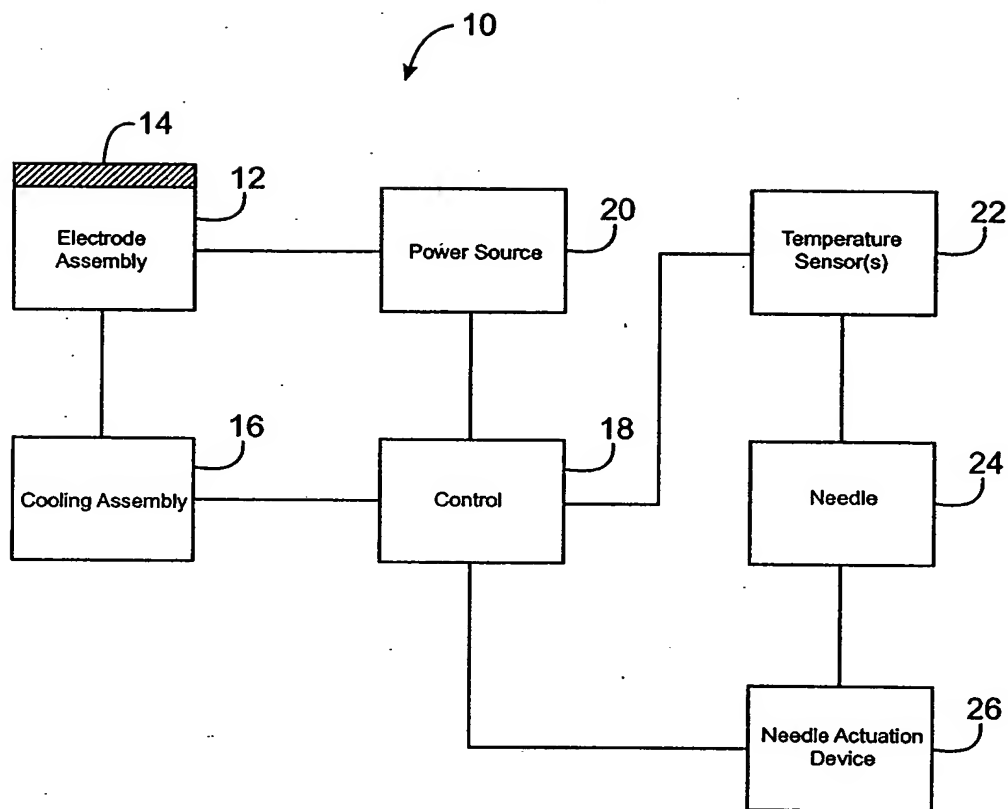 10
14
12
Electrode
Assembly
20
Power Source
22
Temperature
Sensor(s)
16
Cooling Assembly
18
Control
24
Needle
26
Needle Actuation
Device